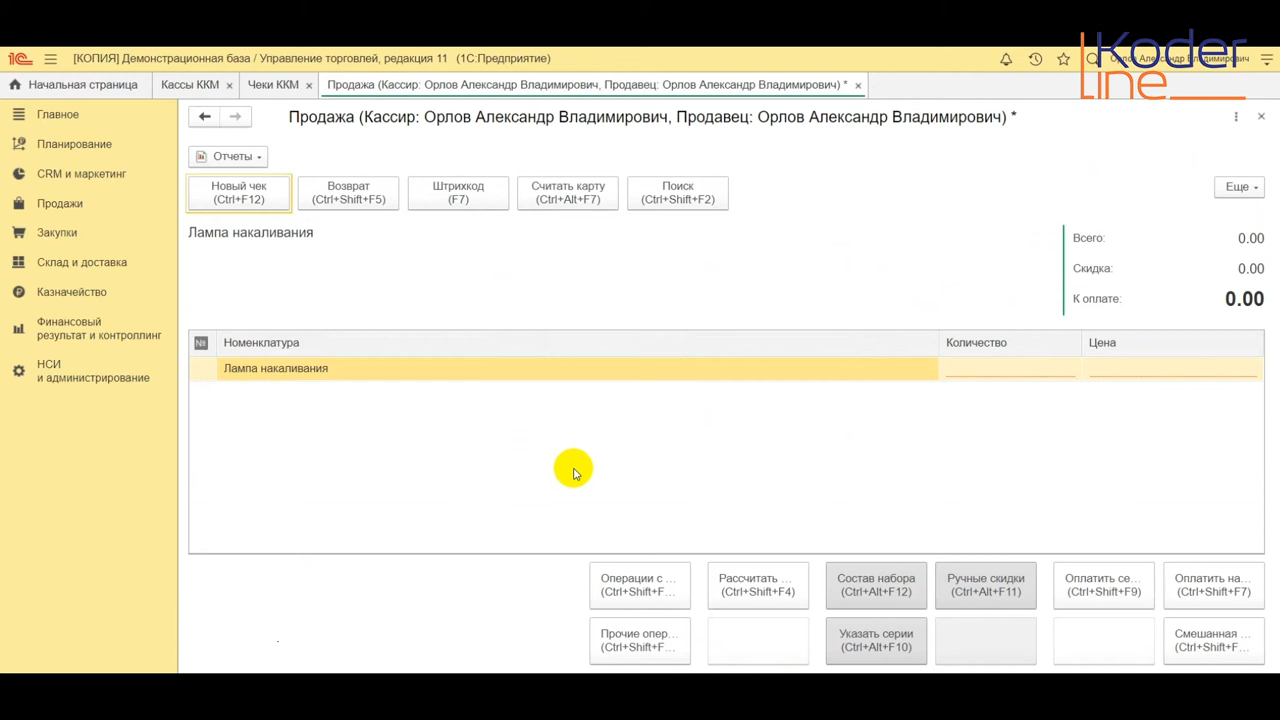 Koder
line
1С [КОПИЯ] Демонстрационная база / Управление торговлей, редакция 11 (1С:Предприятие) Орлов Александр Владимирович
Начальная страница Кассы ККМ × Чеки ККМ × Продажа (Кассир: Орлов Александр Владимирович, Продавец: Орлов Александр Владимирович) * ×
Главное
Планирование
CRM и маркетинг
Продажи
Закупки
Склад и доставка
Казначейство
Финансовый
результат и контроллинг
НСИ
и администрирование
Продажа (Кассир: Орлов Александр Владимирович, Продавец: Орлов Александр Владимирович) *
Отчеты
Новый чек
(Ctrl+F12)
Возврат
(Ctrl+Shift+F5)
Штрихкод
(F7)
Считать карту
(Ctrl+Alt+F7)
Поиск
(Ctrl+Shift+F2)
Еще
Лампа накаливания
Всего: 0.00
Скидка: 0.00
К оплате: 0.00
№ Номенклатура Количество Цена
Лампа накаливания
Операции с ...
(Ctrl+Shift+F...
Рассчитать ...
(Ctrl+Shift+F4)
Состав набора
(Ctrl+Alt+F12)
Ручные скидки
(Ctrl+Alt+F11)
Оплатить се...
(Ctrl+Shift+F9)
Оплатить на...
(Ctrl+Shift+F7)
Прочие опер...
(Ctrl+Shift+F...
Указать серии
(Ctrl+Alt+F10)
Смешанная ...
(Ctrl+Shift+F...